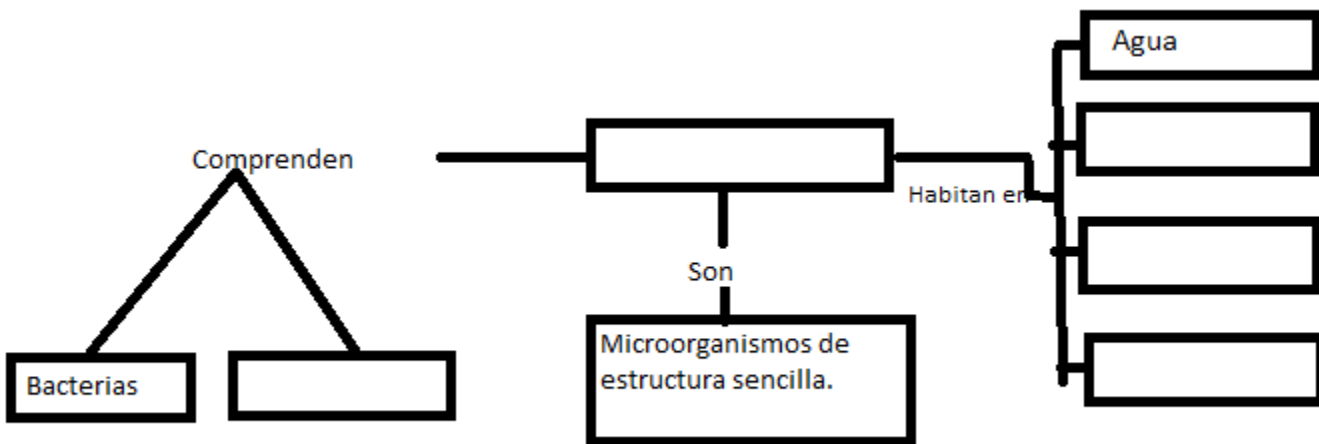 Agua
Comprenden
Habitan en
Son
Microorganismos de
estructura sencilla.
Bacterias